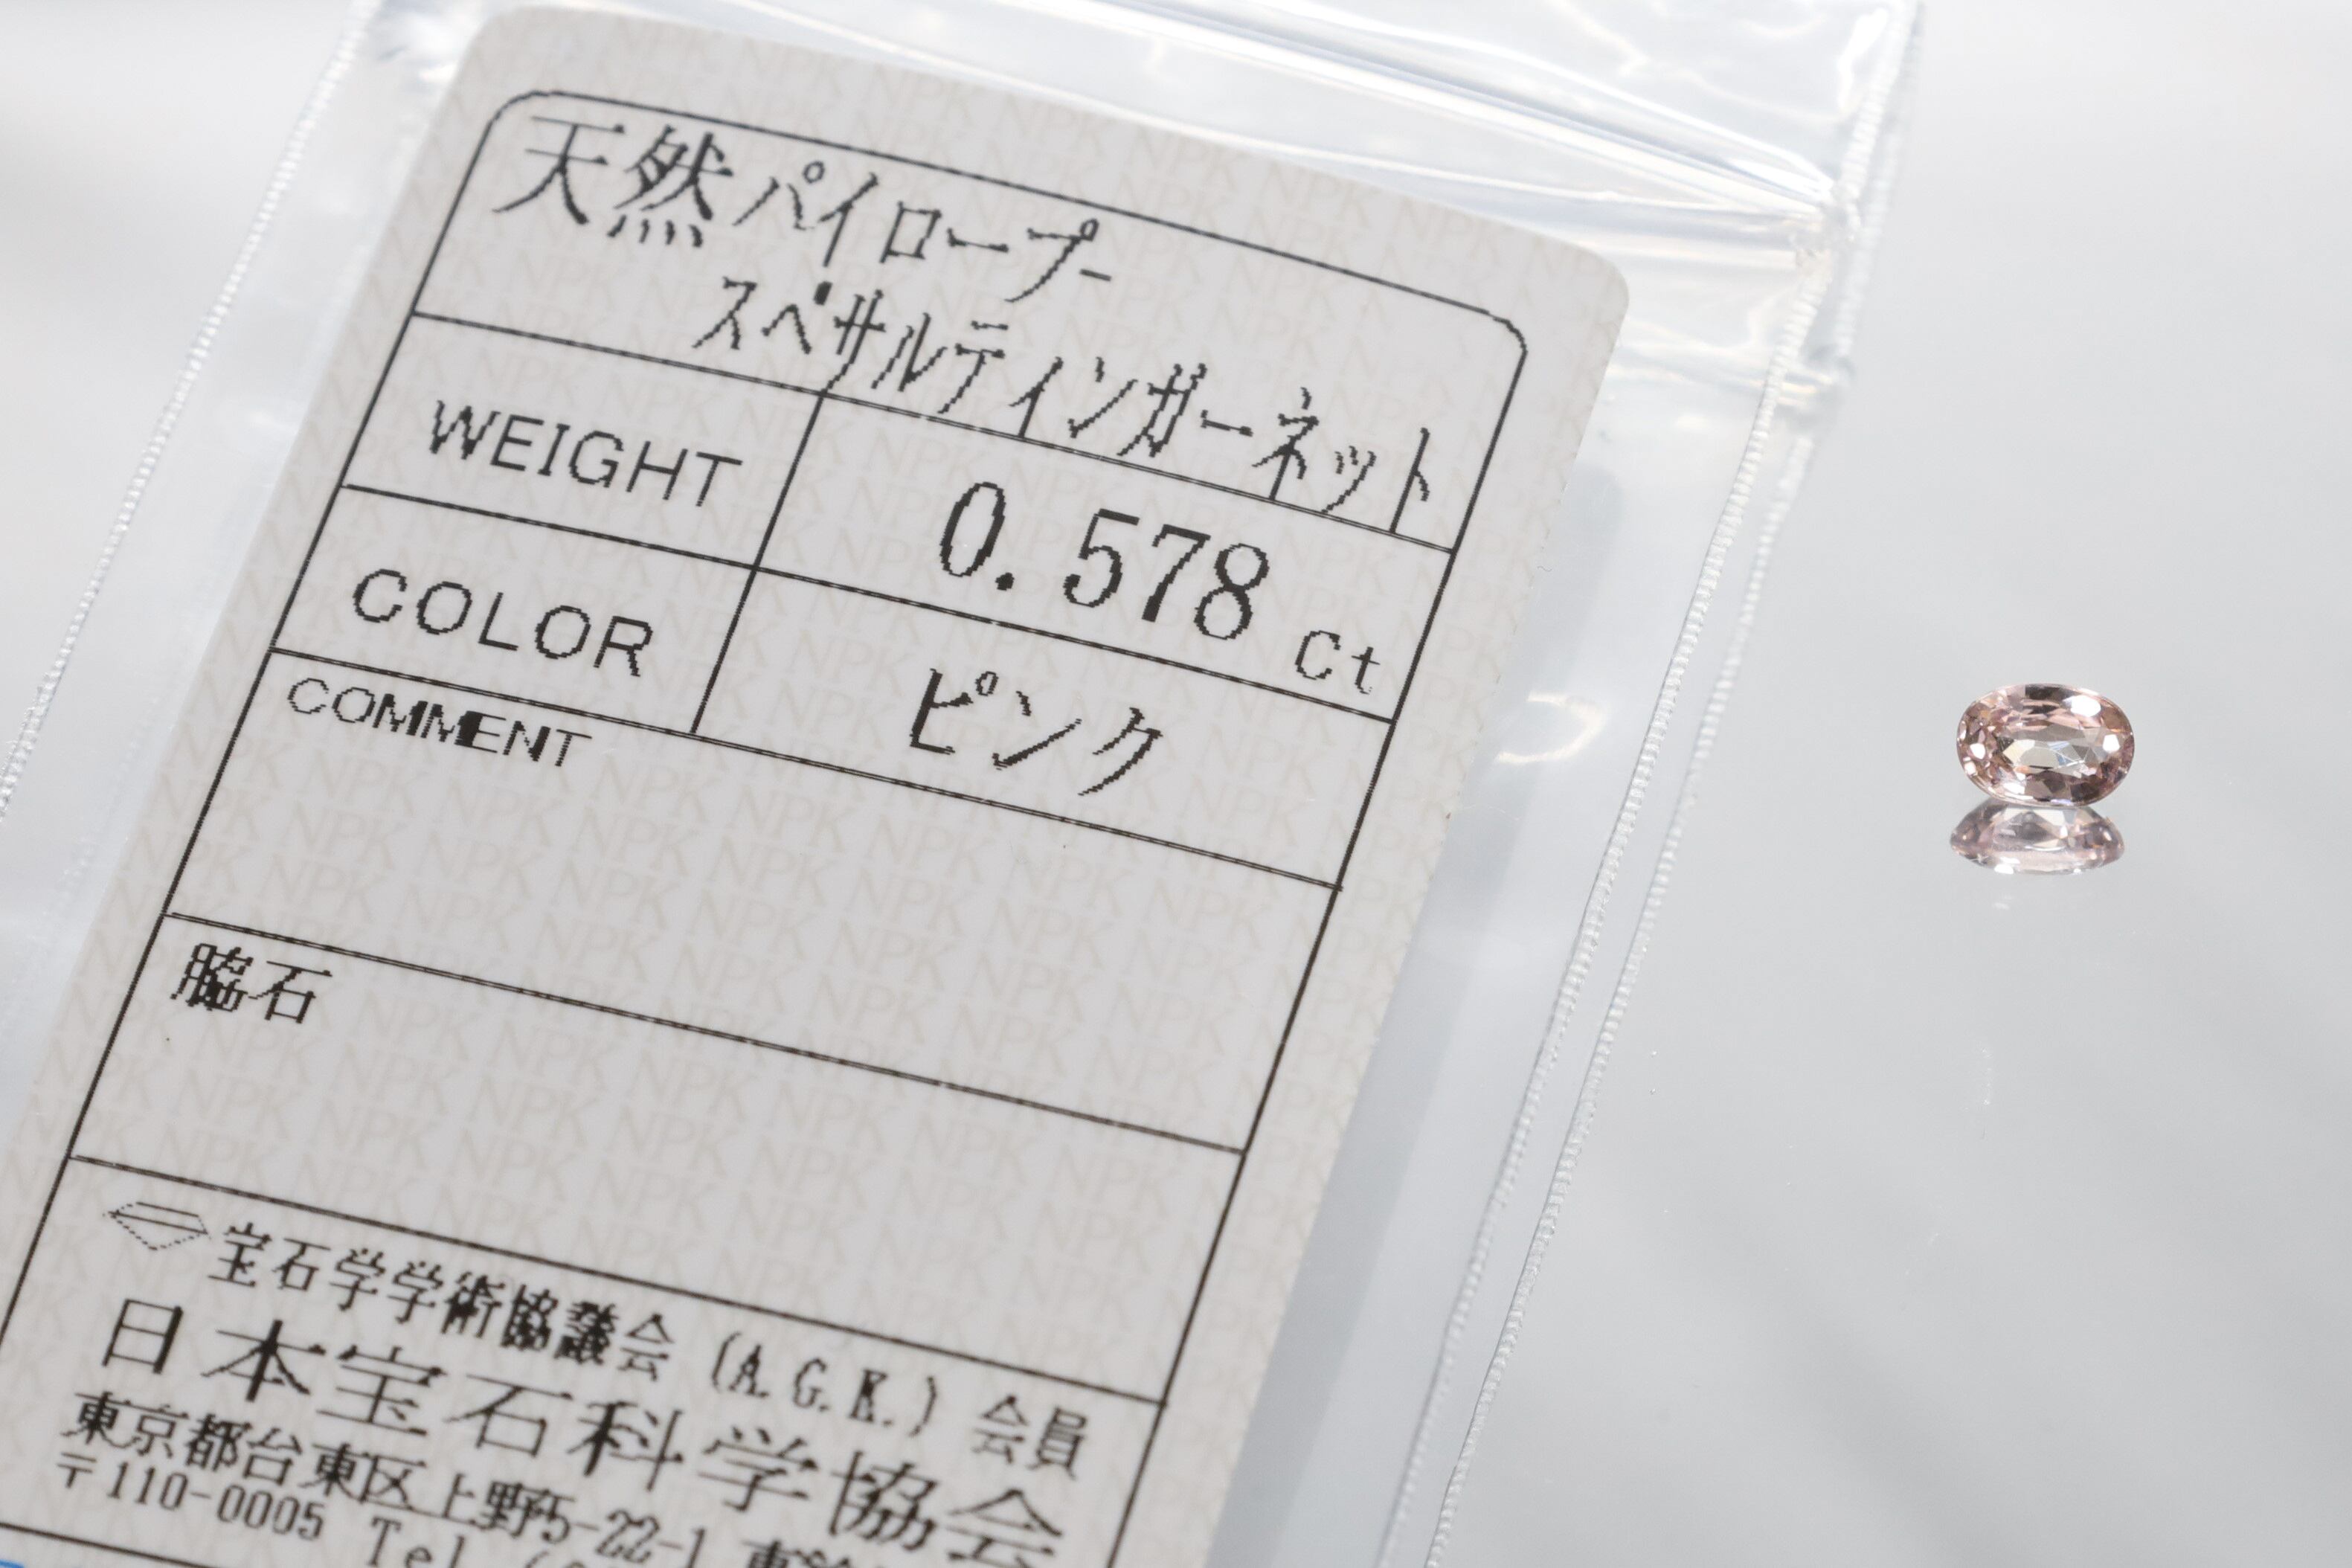 天然パイロープ-
スペサルティンガーネット
WEIGHT 0.578 Ct
COLOR ピンク
COMMENT
脇石
宝石学学術協議会 (A.G.K.) 会員
日本宝石科学協会
東京都台東区上野5-22-1
〒110-0005 Tel